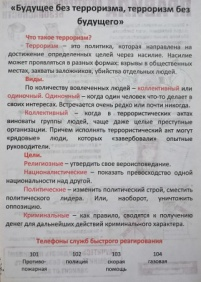 «Будущее без терроризма, терроризм без
будущего»
Что такое терроризм?
Терроризм – это политика, которая направлена на
достижение определенных целей через насилие. Насилие
может проявляться в разных формах: взрывы в общественных
местах, захваты заложников, убийства отдельных людей.
Виды.
По количеству вовлеченных людей – коллективный или
одиночный. Одиночный – когда один человек что-то делает в
своих интересах. Встречается очень редко или почти никогда.
Коллективный – когда в террористических актах
виноваты группы людей, чаще даже целые преступные
организации. Причем исполняют террористический акт могут
«рядовые» люди, которых «завербовали» опытные
руководители.
Цели.
Религиозные – утвердить свое вероисповедание.
Националистические – показать превосходство одной
национальности над другой.
Политические – изменить политический строй, сместить
политического лидера. Или, наоборот, уничтожить
оппозицию.
Криминальные – как правило, сводятся к получению
денег для дальнейших действий криминального характера.
Телефоны служб быстрого реагирования
101 102 103 104
Противо- полиция скорая газовая
пожарная помощь